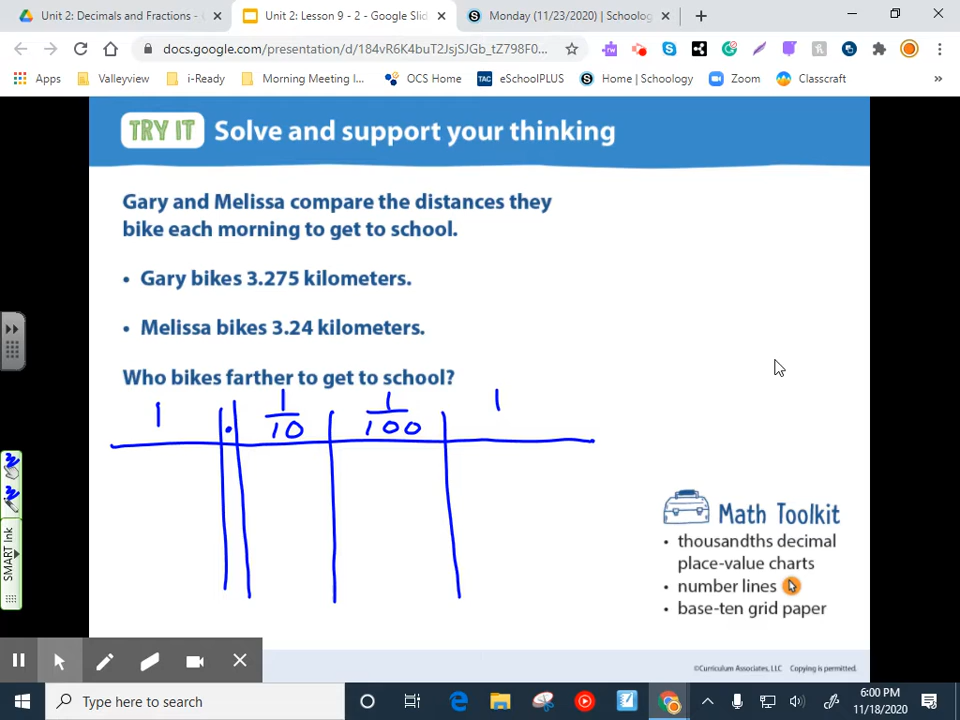 Unit 2: Decimals and Fractions -
Unit 2: Lesson 9 - 2 - Google Slid
Monday (11/23/2020) | Schoolog
docs.google.com/presentation/d/184vR6K4buT2JsjSJGb_tZ798F0...
Apps
Valleyview
i-Ready
Morning Meeting I...
OCS Home
TAC eSchoolPLUS
S Home | Schoology
Zoom
Classcraft
»
TRY IT Solve and support your thinking
Gary and Melissa compare the distances they
bike each morning to get to school.
• Gary bikes 3.275 kilometers.
• Melissa bikes 3.24 kilometers.
Who bikes farther to get to school?
1 . 1/10 1/100 1
Math Toolkit
• thousandths decimal
place-value charts
• number lines
• base-ten grid paper
SMART Ink
©Curriculum Associates, LLC Copying is permitted.
Type here to search
6:00 PM
11/18/2020